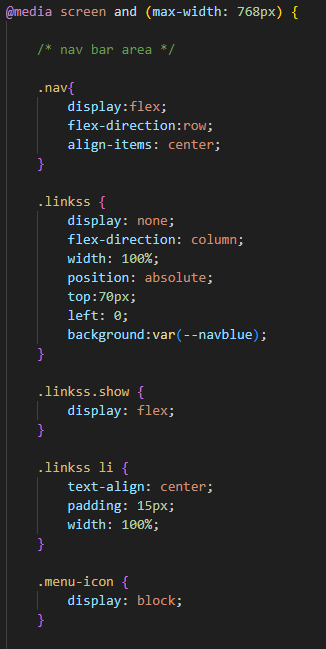 @media screen and (max-width: 768px) {
/* nav bar area */
.nav{
display:flex;
flex-direction:row;
align-items: center;
}
.linkss {
display: none;
flex-direction: column;
width: 100%;
position: absolute;
top:70px;
left: 0;
background:var(--navblue);
}
.linkss.show {
display: flex;
}
.linkss li {
text-align: center;
padding: 15px;
width: 100%;
}
.menu-icon {
display: block;
}